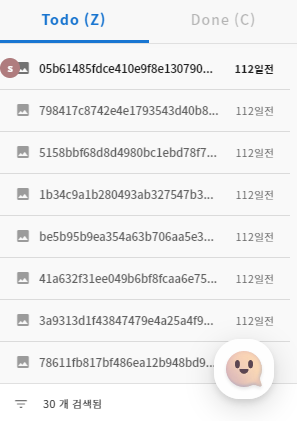 Todo (Z)
Done (C)
S
05b61485fdce410e9f8e130790... 112일전
798417c8742e4e1793543d40b8... 112일전
5158bbf68d8d4980bc1ebd78f7... 112일전
1b34c9a1b280493ab327547b3... 112일전
be5b95b9ea354a63b706aa5e3... 112일전
41a632f31ee049b6bf8fcaa6e75... 112일전
3a9313d1f43847479e4a25a4f9... 112일전
78611fb817bf486ea12b948bd9...
30 개 검색됨